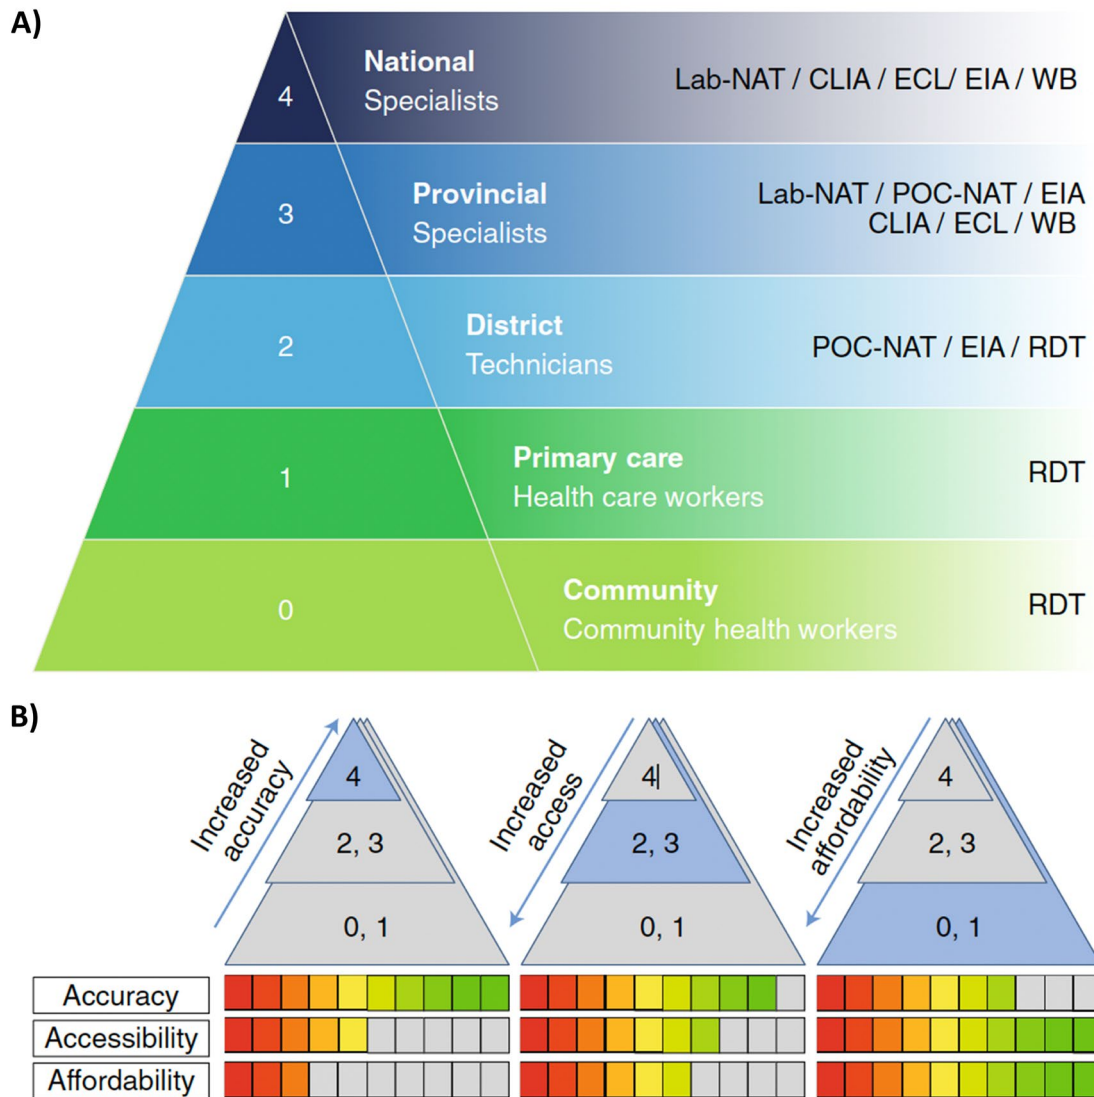 A)
4
National
Specialists
Lab-NAT / CLIA / ECL/ EIA / WB
3
Provincial
Specialists
Lab-NAT / POC-NAT / EIA
CLIA / ECL / WB
2
District
Technicians
POC-NAT / EIA / RDT
1
Primary care
Health care workers
RDT
0
Community
Community health workers
RDT
B)
Increased
accuracy
4
2, 3
0, 1
Increased
access
4|
2, 3
0, 1
Increased
affordability
4
2, 3
0, 1
Accuracy
Accessibility
Affordability